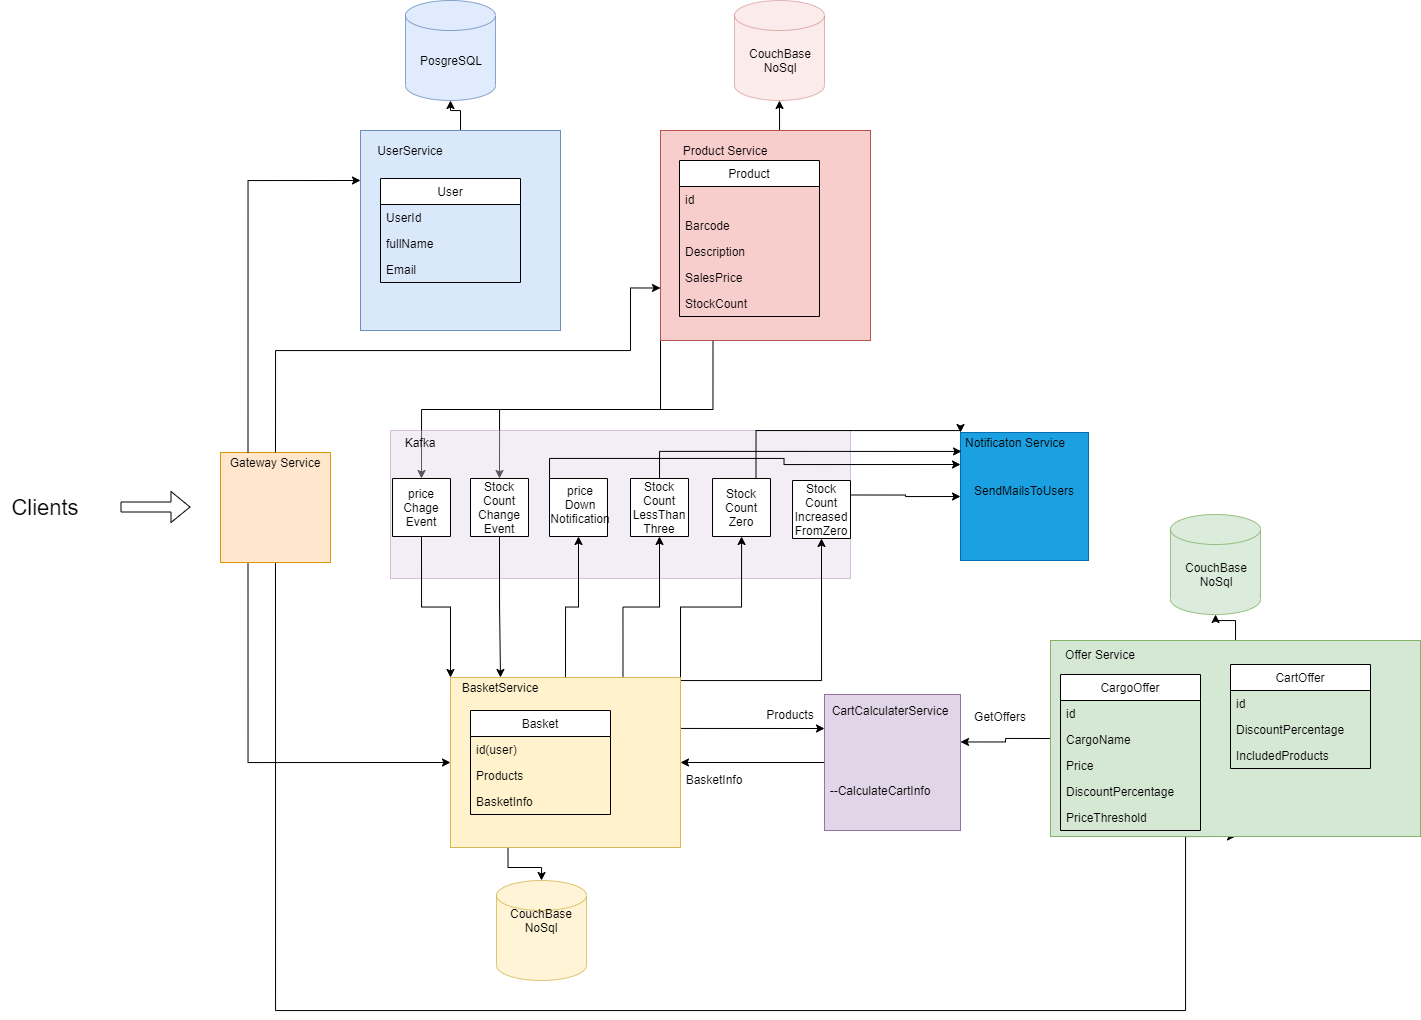 PosgreSQL
CouchBase
NoSql
UserService
User
UserId
fullName
Email
Product Service
Product
id
Barcode
Description
SalesPrice
StockCount
Clients
Gateway Service
Kafka
price
Chage
Event
Stock
Count
Change
Event
price
Down
Notification
Stock
Count
LessThan
Three
Stock
Count
Zero
Stock
Count
Increased
FromZero
Notificaton Service
SendMailsToUsers
CouchBase
NoSql
BasketService
Basket
id(user)
Products
BasketInfo
Products
BasketInfo
CartCalculaterService
--CalculateCartInfo
GetOffers
Offer Service
CargoOffer
id
CargoName
Price
DiscountPercentage
PriceThreshold
CartOffer
id
DiscountPercentage
IncludedProducts
CouchBase
NoSql